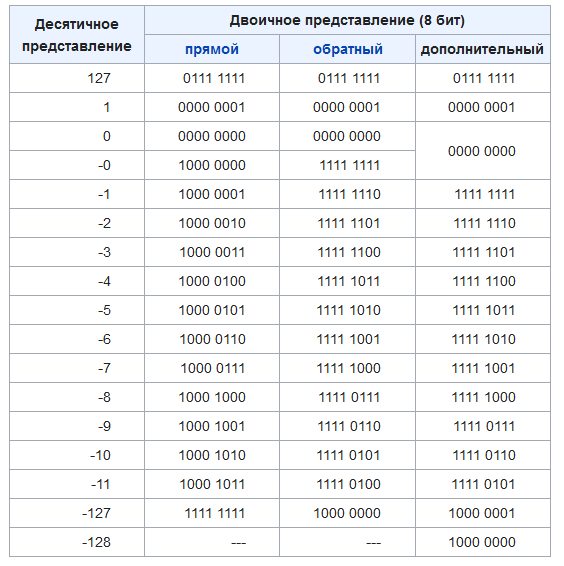 Десятичное представление Двоичное представление (8 бит)
прямой обратный дополнительный
127 0111 1111 0111 1111 0111 1111
1 0000 0001 0000 0001 0000 0001
0 0000 0000 0000 0000 0000 0000
-0 1000 0000 1111 1111
-1 1000 0001 1111 1110 1111 1111
-2 1000 0010 1111 1101 1111 1110
-3 1000 0011 1111 1100 1111 1101
-4 1000 0100 1111 1011 1111 1100
-5 1000 0101 1111 1010 1111 1011
-6 1000 0110 1111 1001 1111 1010
-7 1000 0111 1111 1000 1111 1001
-8 1000 1000 1111 0111 1111 1000
-9 1000 1001 1111 0110 1111 0111
-10 1000 1010 1111 0101 1111 0110
-11 1000 1011 1111 0100 1111 0101
-127 1111 1111 1000 0000 1000 0001
-128 --- --- 1000 0000